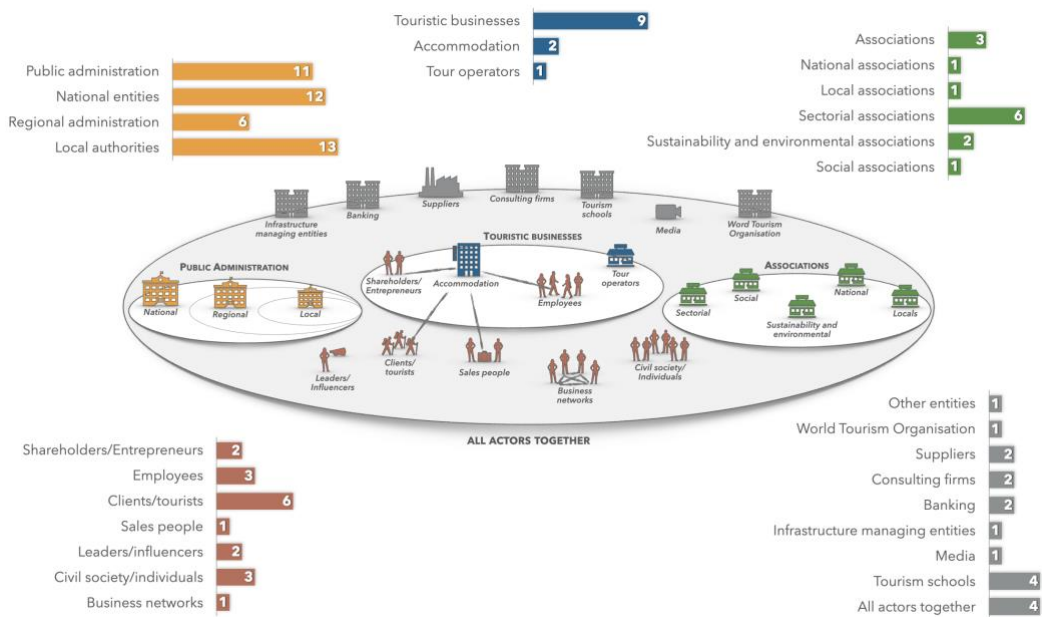 Touristic businesses 9
Accommodation 2
Tour operators 1
Public administration 11
National entities 12
Regional administration 6
Local authorities 13
Associations 3
National associations 1
Local associations 1
Sectorial associations 6
Sustainability and environmental associations 2
Social associations 1
Infrastructure
managing entities
Banking
Suppliers
Consulting firms
Tourism
schools
Media
Word Tourism
Organisation
PUBLIC ADMINISTRATION
National
Regional
Local
TOURISTIC BUSINESSES
Shareholders/
Entrepreneurs
Accommodation
Employees
Tour
operators
ASSOCIATIONS
Sectorial
Social
Sustainability and
environmental
National
Locals
Leaders/
Influencers
Clients/
tourists
Sales people
Business
networks
Civil society/
Individuals
ALL ACTORS TOGETHER
Shareholders/Entrepreneurs 2
Employees 3
Clients/tourists 6
Sales people 1
Leaders/influencers 2
Civil society/individuals 3
Business networks 1
Other entities 1
World Tourism Organisation 1
Suppliers 2
Consulting firms 2
Banking 2
Infrastructure managing entities 1
Media 1
Tourism schools 4
All actors together 4